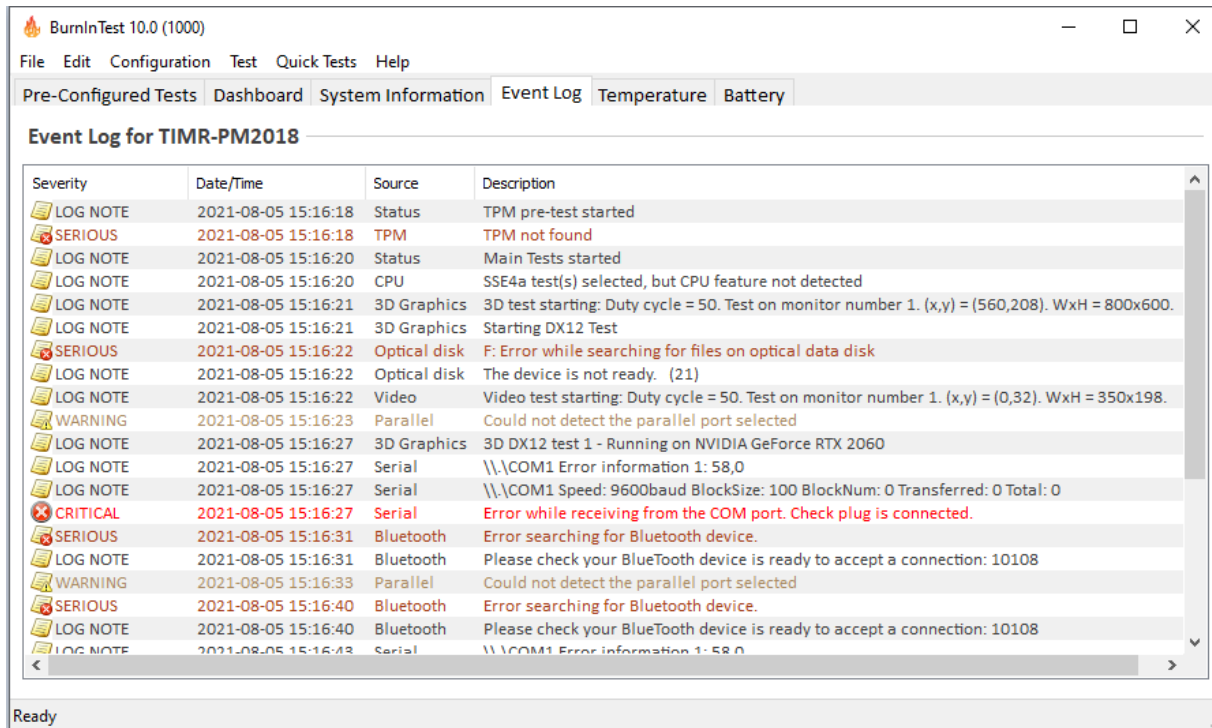 BurnInTest 10.0 (1000)
File Edit Configuration Test Quick Tests Help
Pre-Configured Tests Dashboard System Information Event Log Temperature Battery
Event Log for TIMR-PM2018
Severity Date/Time Source Description
LOG NOTE 2021-08-05 15:16:18 Status TPM pre-test started
SERIOUS 2021-08-05 15:16:18 TPM TPM not found
LOG NOTE 2021-08-05 15:16:20 Status Main Tests started
LOG NOTE 2021-08-05 15:16:20 CPU SSE4a test(s) selected, but CPU feature not detected
LOG NOTE 2021-08-05 15:16:21 3D Graphics 3D test starting: Duty cycle = 50. Test on monitor number 1. (x,y) = (560,208). WxH = 800x600.
LOG NOTE 2021-08-05 15:16:21 3D Graphics Starting DX12 Test
SERIOUS 2021-08-05 15:16:22 Optical disk F: Error while searching for files on optical data disk
LOG NOTE 2021-08-05 15:16:22 Optical disk The device is not ready. (21)
LOG NOTE 2021-08-05 15:16:22 Video Video test starting: Duty cycle = 50. Test on monitor number 1. (x,y) = (0,32). WxH = 350x198.
WARNING 2021-08-05 15:16:23 Parallel Could not detect the parallel port selected
LOG NOTE 2021-08-05 15:16:27 3D Graphics 3D DX12 test 1 - Running on NVIDIA GeForce RTX 2060
LOG NOTE 2021-08-05 15:16:27 Serial \\.\COM1 Error information 1: 58,0
LOG NOTE 2021-08-05 15:16:27 Serial \\.\COM1 Speed: 9600baud BlockSize: 100 BlockNum: 0 Transferred: 0 Total: 0
CRITICAL 2021-08-05 15:16:27 Serial Error while receiving from the COM port. Check plug is connected.
SERIOUS 2021-08-05 15:16:31 Bluetooth Error searching for Bluetooth device.
LOG NOTE 2021-08-05 15:16:31 Bluetooth Please check your BlueTooth device is ready to accept a connection: 10108
WARNING 2021-08-05 15:16:33 Parallel Could not detect the parallel port selected
SERIOUS 2021-08-05 15:16:40 Bluetooth Error searching for Bluetooth device.
LOG NOTE 2021-08-05 15:16:40 Bluetooth Please check your BlueTooth device is ready to accept a connection: 10108
LOG NOTE 2021-08-05 15:16:43 Serial \\.\COM1 Error information 1: 58,0
Ready